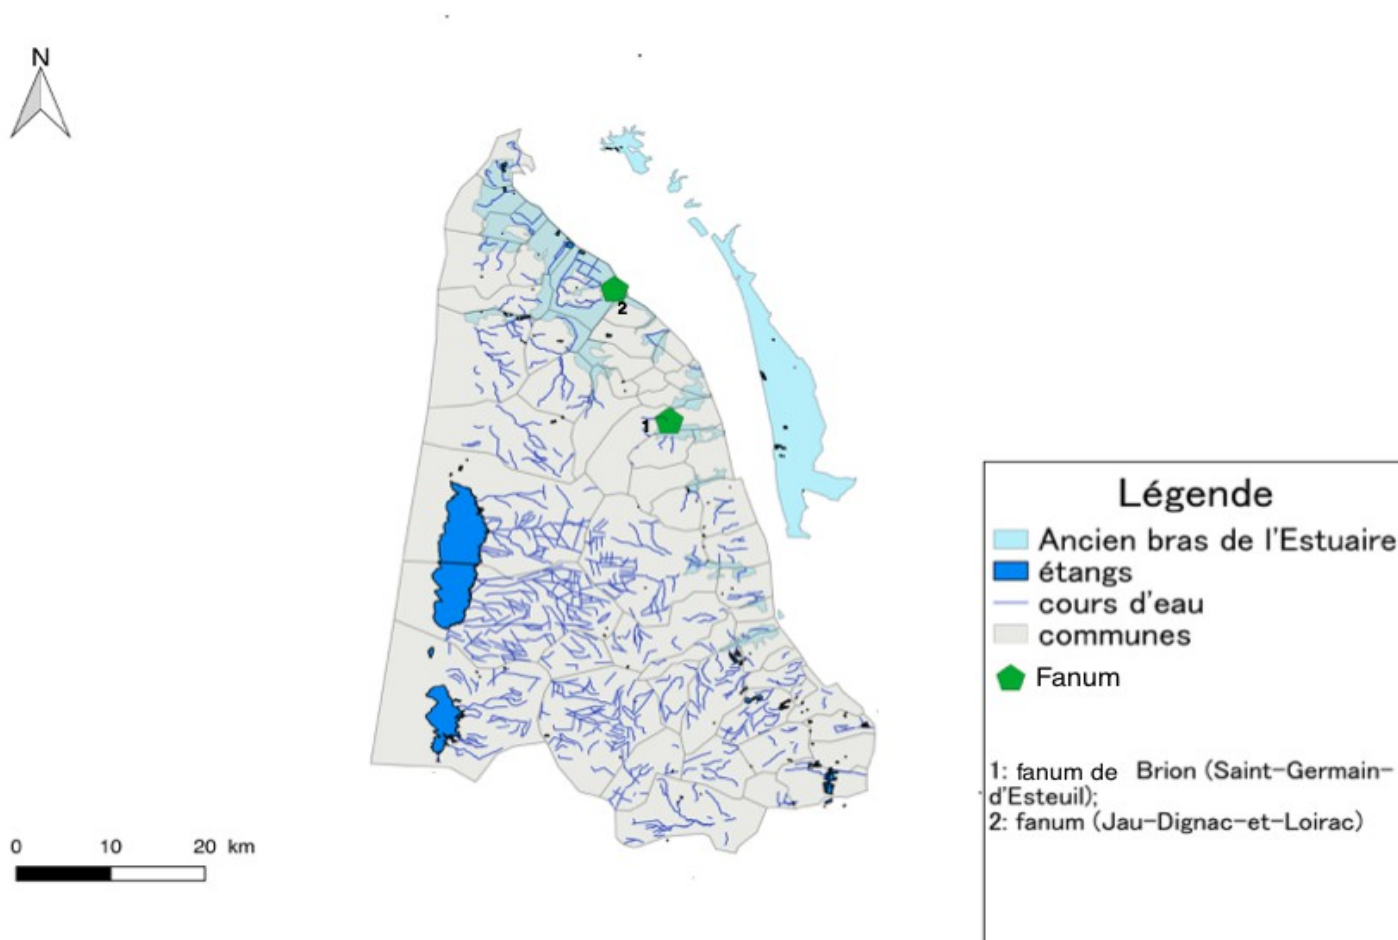 N
2
1
Légende
Ancien bras de l'Estuaire
étangs
cours d'eau
communes
Fanum
1: fanum de Brion (Saint-Germain-
d'Esteuil);
2: fanum (Jau-Dignac-et-Loirac)
0 10 20 km